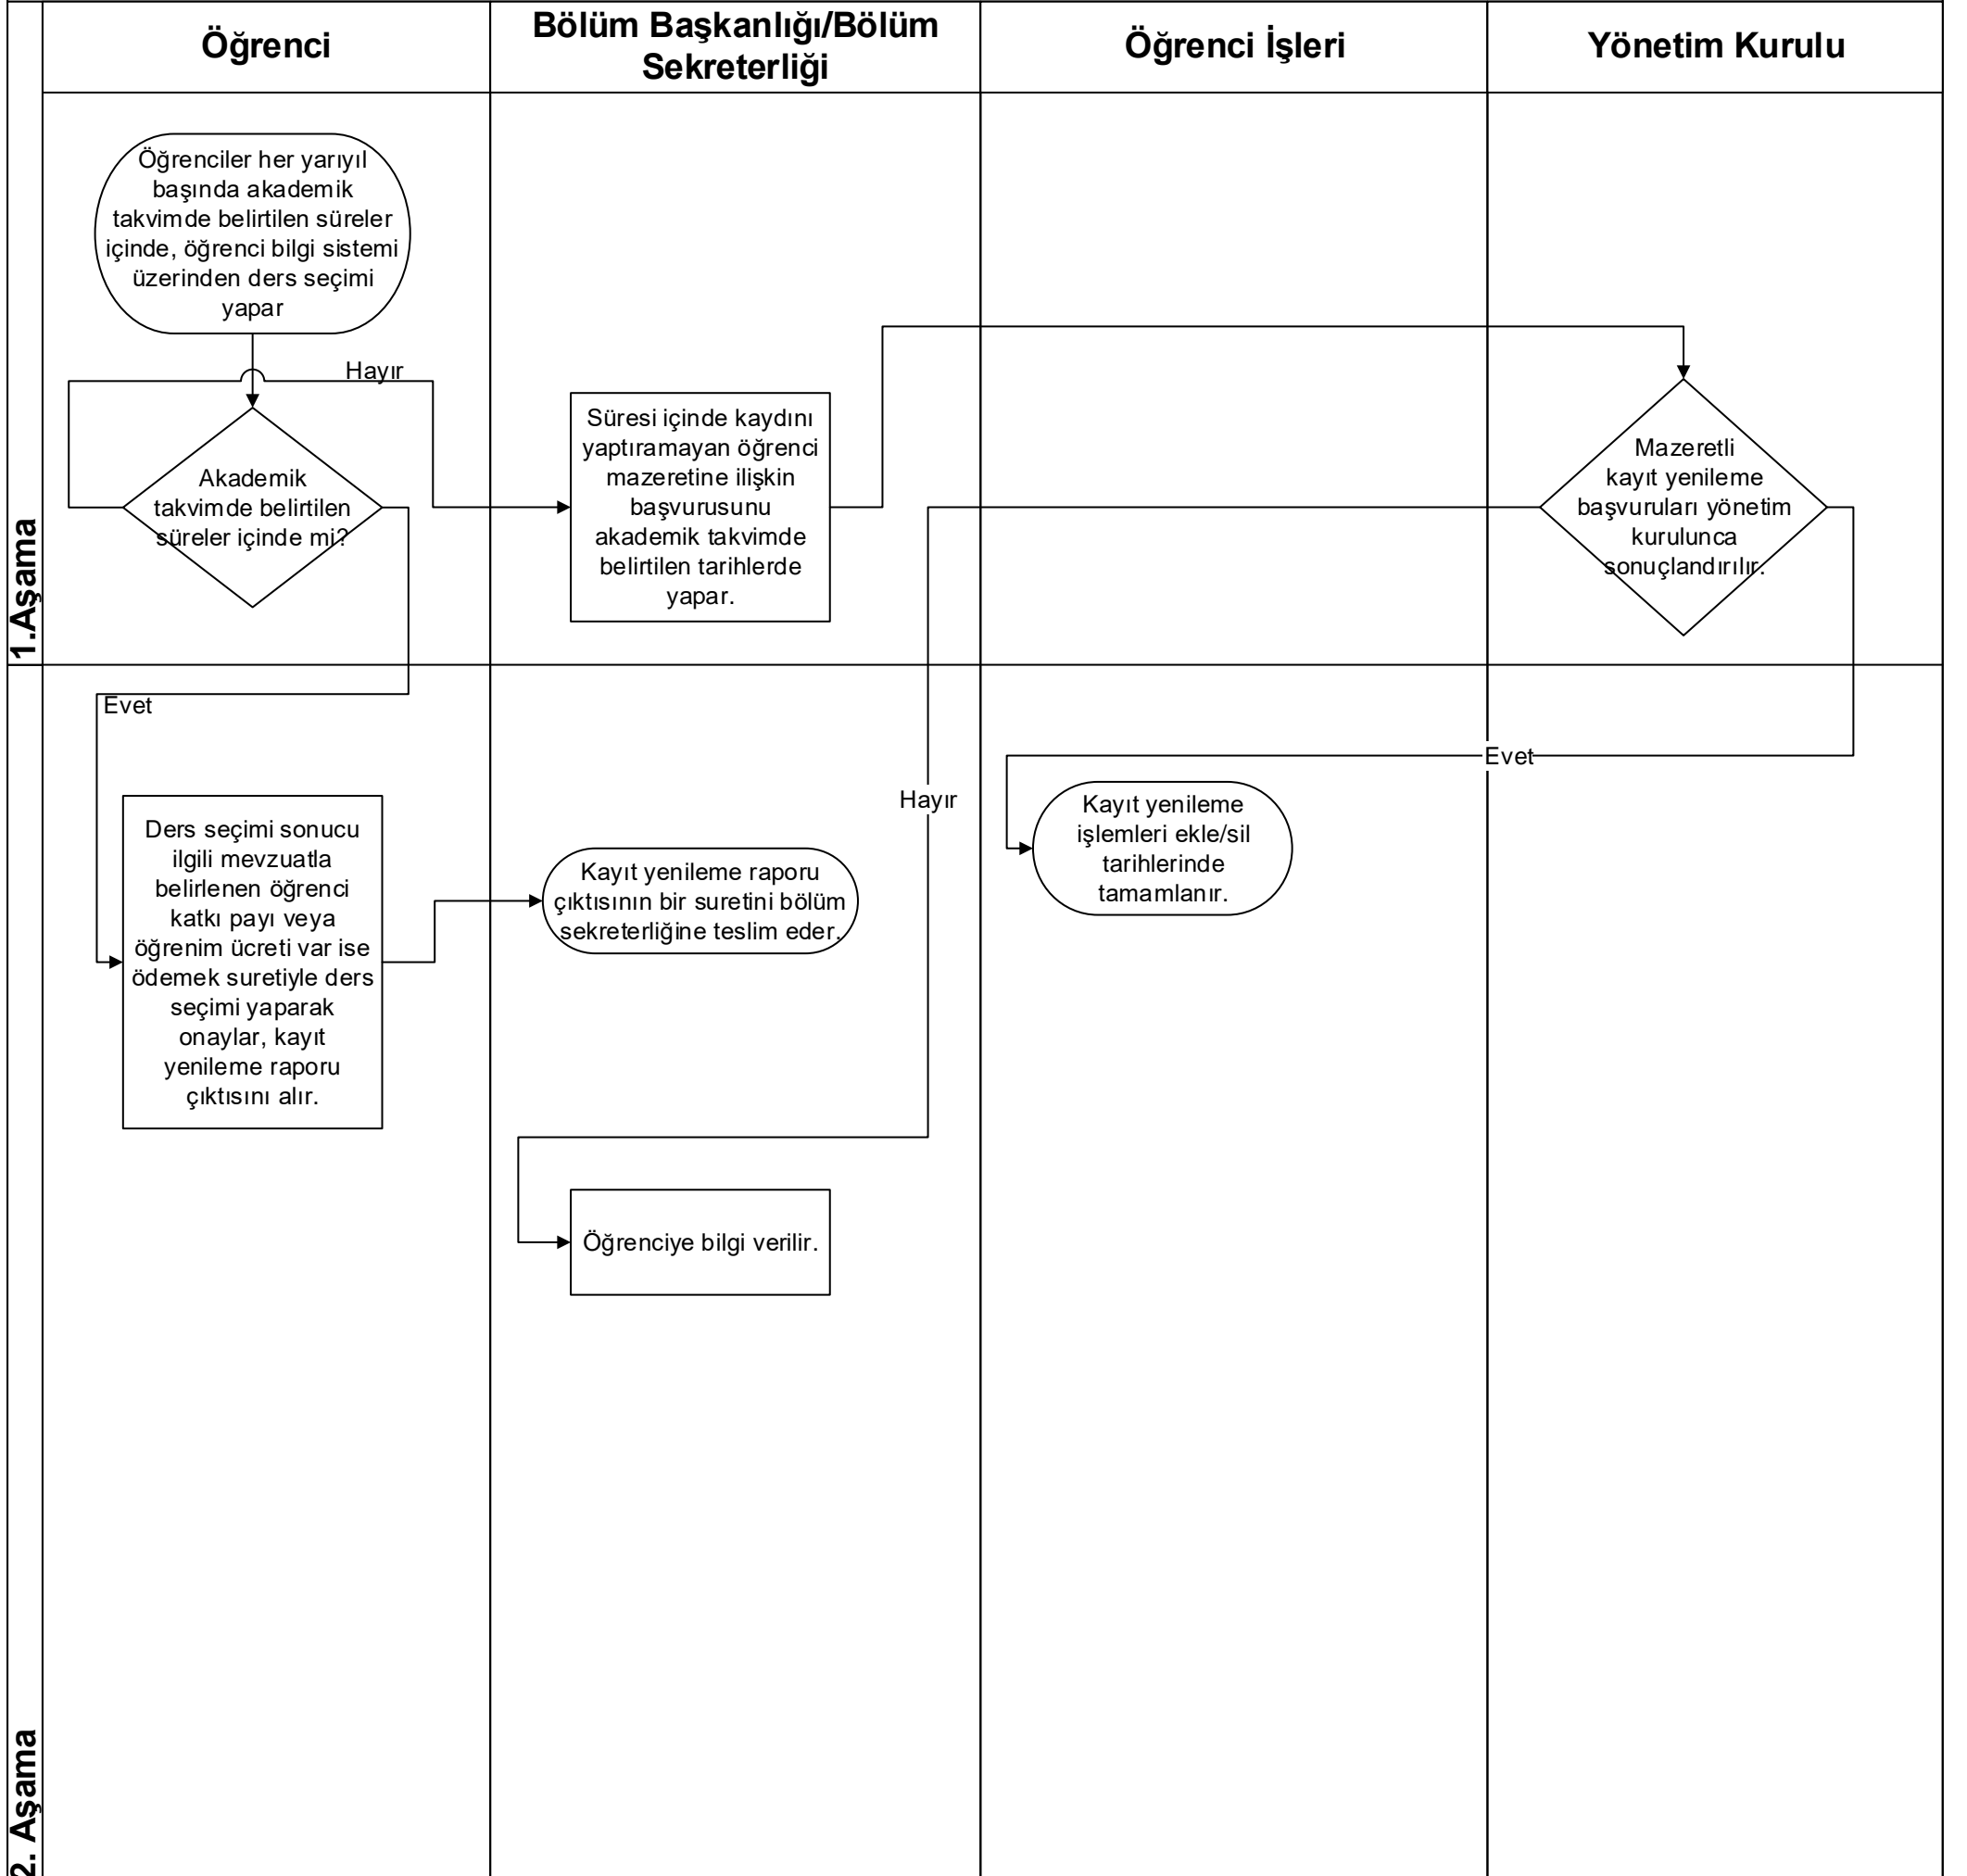 Öğrenci
Bölüm Başkanlığı/Bölüm
Sekreterliği
Öğrenci İşleri
Yönetim Kurulu
1.Aşama
Öğrenciler her yarıyıl
başında akademik
takvimde belirtilen süreler
içinde, öğrenci bilgi sistemi
üzerinden ders seçimi
yapar
Hayır
Akademik
takvimde belirtilen
süreler içinde mi?
Süresi içinde kaydını
yaptıramayan öğrenci
mazeretine ilişkin
başvurusunu
akademik takvimde
belirtilen tarihlerde
yapar.
Mazeretli
kayıt yenileme
başvuruları yönetim
kurulunca
sonuçlandırılır.
2. Aşama
Evet
Ders seçimi sonucu
ilgili mevzuatla
belirlenen öğrenci
katkı payı veya
öğrenim ücreti var ise
ödemek suretiyle ders
seçimi yaparak
onaylar, kayıt
yenileme raporu
çıktısını alır.
Kayıt yenileme raporu
çıktısının bir suretini bölüm
sekreterliğine teslim eder.
Hayır
Evet
Kayıt yenileme
işlemleri ekle/sil
tarihlerinde
tamamlanır.
Öğrenciye bilgi verilir.